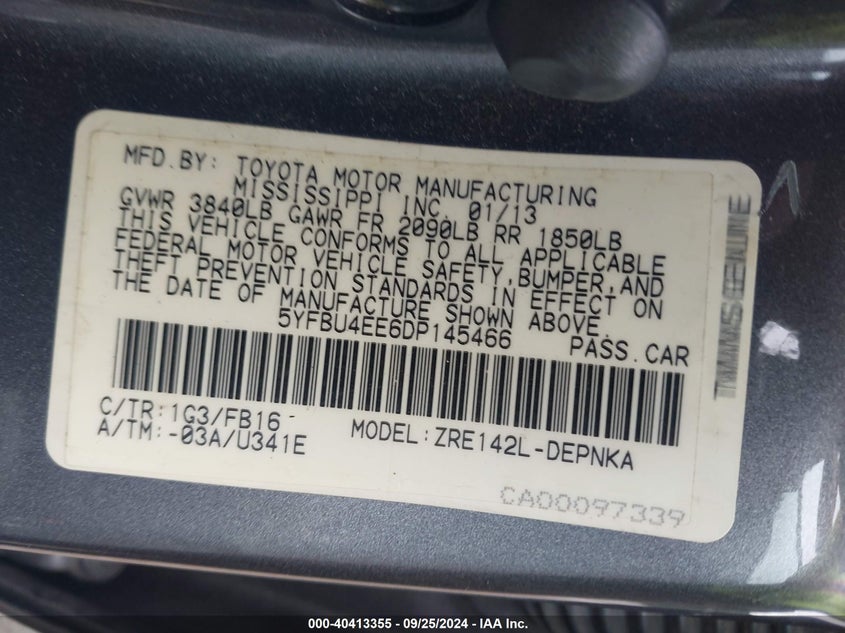 MFD.BY: TOYOTA MOTOR MANUFACTURING
MISSISSIPPI INC. 01/13
GVWR 3840LB GAWR FR 2090LB RR 1850LB
THIS VEHICLE CONFORMS TO ALL APPLICABLE
FEDERAL MOTOR VEHICLE SAFETY,BUMPER,AND
THEFT PREVENTION STANDARDS IN EFFECT ON
THE DATE OF MANUFACTURE SHOWN ABOVE.
5YFBU4EE6DP145466 PASS.CAR
C/TR:1G3/FB16
A/TM:-03A/U341E MODEL:ZRE142L-DEPNKA
CA00097339
GENUINE
000-40413355 - 09/25/2024 - IAA Inc.